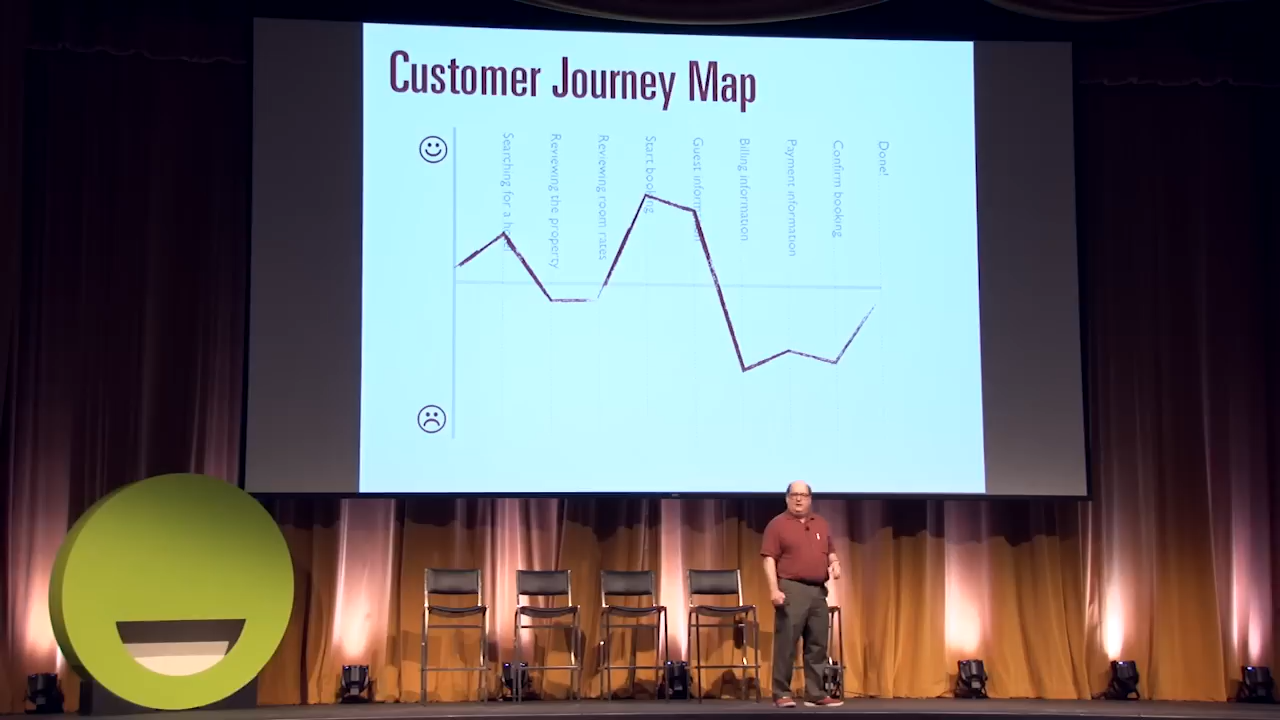 Customer Journey Map
Searching for a
Reviewing the property
Reviewing room rates
Start booking
Guest information
Billing information
Payment information
Confirm booking
Done!